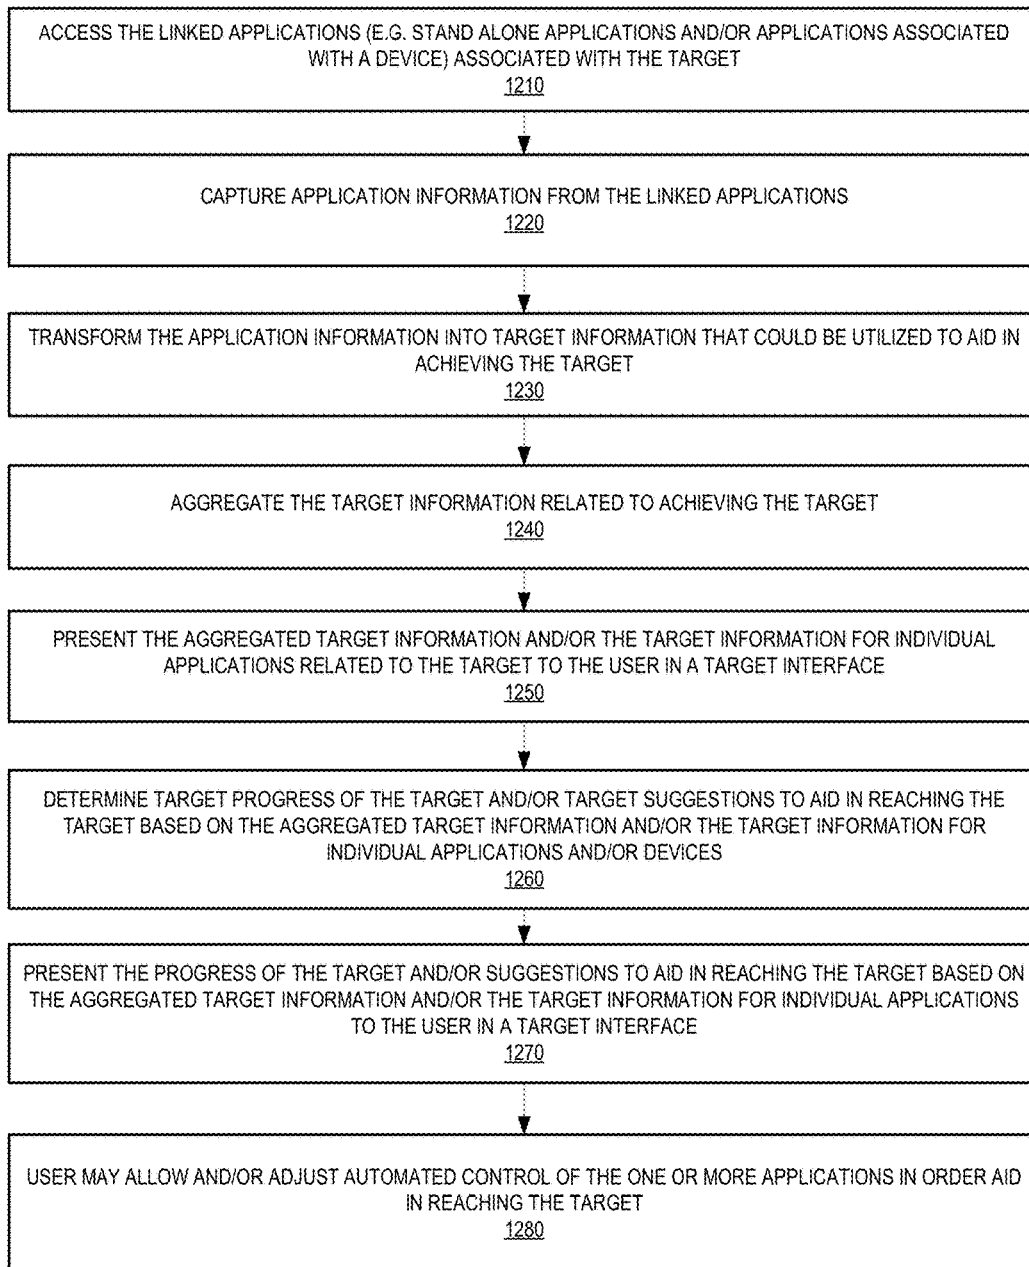 ACCESS THE LINKED APPLICATIONS (E.G. STAND ALONE APPLICATIONS AND/OR APPLICATIONS ASSOCIATED
WITH A DEVICE) ASSOCIATED WITH THE TARGET
1210
CAPTURE APPLICATION INFORMATION FROM THE LINKED APPLICATIONS
1220
TRANSFORM THE APPLICATION INFORMATION INTO TARGET INFORMATION THAT COULD BE UTILIZED TO AID IN
ACHIEVING THE TARGET
1230
AGGREGATE THE TARGET INFORMATION RELATED TO ACHIEVING THE TARGET
1240
PRESENT THE AGGREGATED TARGET INFORMATION AND/OR THE TARGET INFORMATION FOR INDIVIDUAL
APPLICATIONS RELATED TO THE TARGET TO THE USER IN A TARGET INTERFACE
1250
DETERMINE TARGET PROGRESS OF THE TARGET AND/OR TARGET SUGGESTIONS TO AID IN REACHING THE
TARGET BASED ON THE AGGREGATED TARGET INFORMATION AND/OR THE TARGET INFORMATION FOR
INDIVIDUAL APPLICATIONS AND/OR DEVICES
1260
PRESENT THE PROGRESS OF THE TARGET AND/OR SUGGESTIONS TO AID IN REACHING THE TARGET BASED ON
THE AGGREGATED TARGET INFORMATION AND/OR THE TARGET INFORMATION FOR INDIVIDUAL APPLICATIONS
TO THE USER IN A TARGET INTERFACE
1270
USER MAY ALLOW AND/OR ADJUST AUTOMATED CONTROL OF THE ONE OR MORE APPLICATIONS IN ORDER AID
IN REACHING THE TARGET
1280